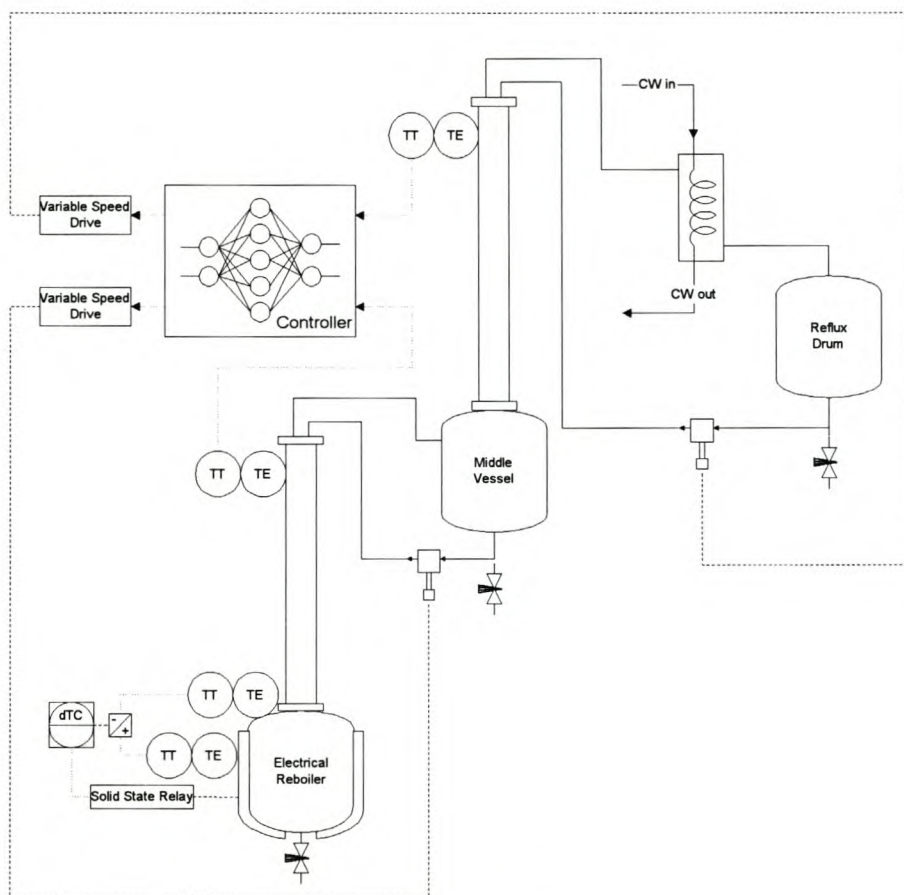 CW in
TT
TE
Variable Speed
Drive
Controller
CW out
Variable Speed
Drive
Reflux
Drum
TT
TE
Middle
Vessel
TT
TE
dTC
-
+
TT
TE
Electrical
Reboiler
Solid State Relay